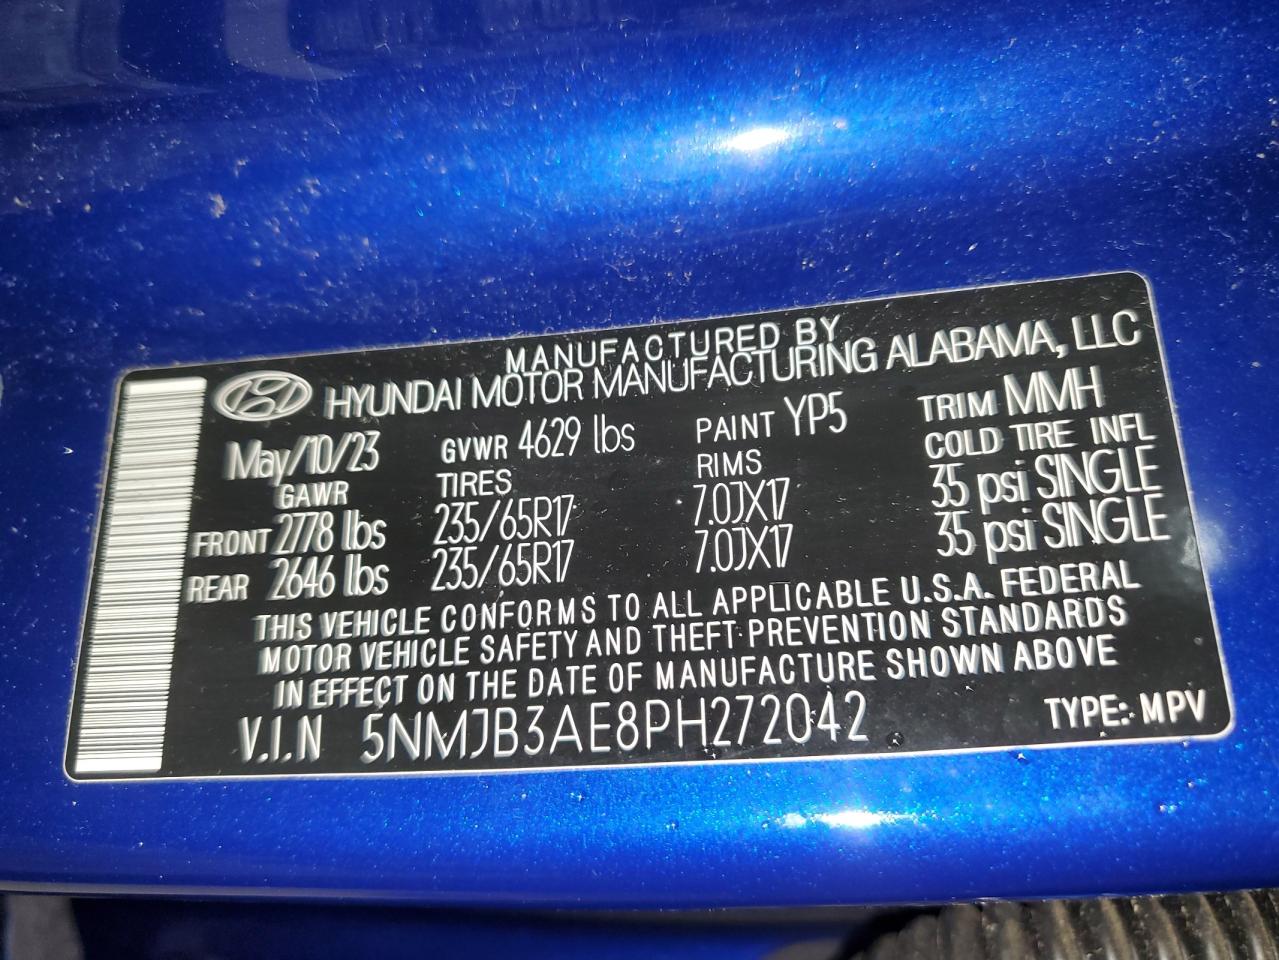 MANUFACTURED BY
HYUNDAI MOTOR MANUFACTURING ALABAMA, LLC
May/10/23 GVWR 4629 lbs PAINT YP5 TRIM MMH
GAWR TIRES RIMS COLD TIRE INFL
FRONT 2778 lbs 235/65R17 7.0JX17 35 psi SINGLE
REAR 2646 lbs 235/65R17 7.0JX17 35 psi SINGLE
THIS VEHICLE CONFORMS TO ALL APPLICABLE U.S.A. FEDERAL
MOTOR VEHICLE SAFETY AND THEFT PREVENTION STANDARDS
IN EFFECT ON THE DATE OF MANUFACTURE SHOWN ABOVE
V.I.N 5NMJB3AE8PH272042 TYPE: MPV